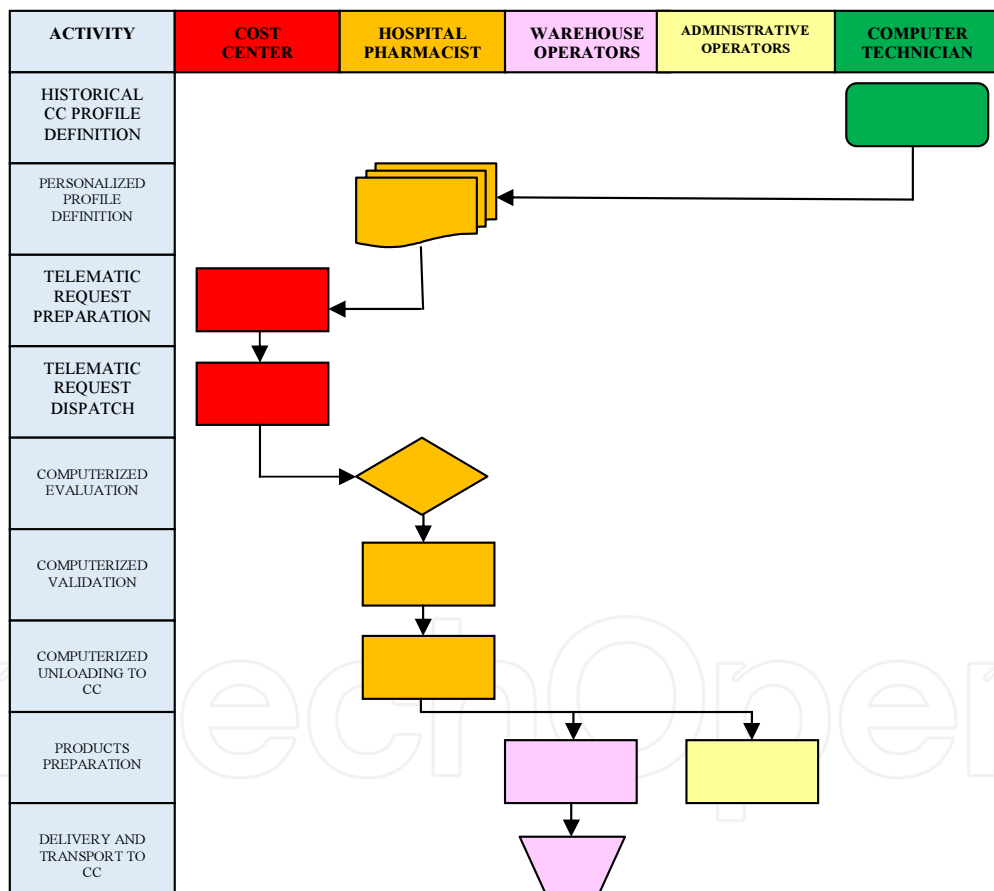 ACTIVITY
COST
CENTER
HOSPITAL
PHARMACIST
WAREHOUSE
OPERATORS
ADMINISTRATIVE
OPERATORS
COMPUTER
TECHNICIAN
HISTORICAL
CC PROFILE
DEFINITION
PERSONALIZED
PROFILE
DEFINITION
TELEMATIC
REQUEST
PREPARATION
TELEMATIC
REQUEST
DISPATCH
COMPUTERIZED
EVALUATION
COMPUTERIZED
VALIDATION
COMPUTERIZED
UNLOADING TO
CC
PRODUCTS
PREPARATION
DELIVERY AND
TRANSPORT TO
CC